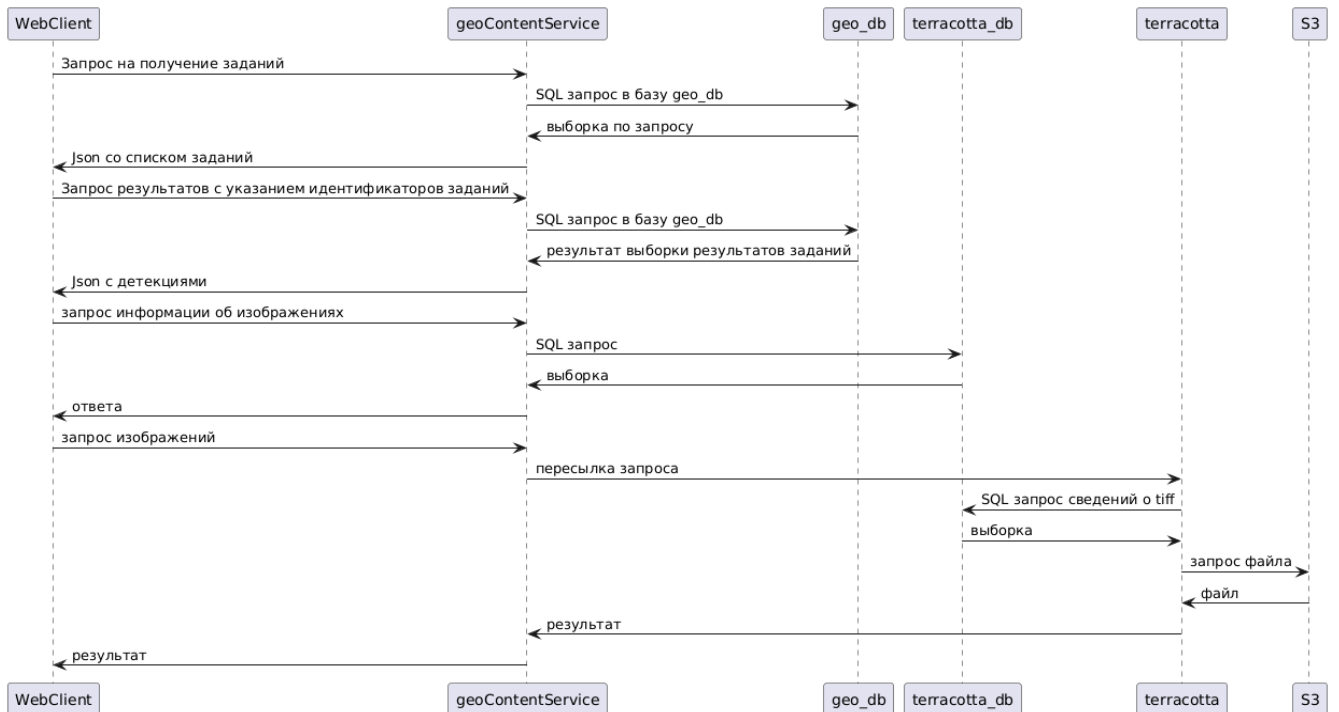 WebClient geoContentService geo_db terracotta_db terracotta S3
Запрос на получение заданий
SQL запрос в базу geo_db
выборка по запросу
Json со списком заданий
Запрос результатов с указанием идентификаторов заданий
SQL запрос в базу geo_db
результат выборки результатов заданий
Json с детекциями
запрос информации об изображениях
SQL запрос
выборка
ответа
запрос изображений
пересылка запроса
SQL запрос сведений о tiff
выборка
запрос файла
файл
результат
результат
WebClient geoContentService geo_db terracotta_db terracotta S3